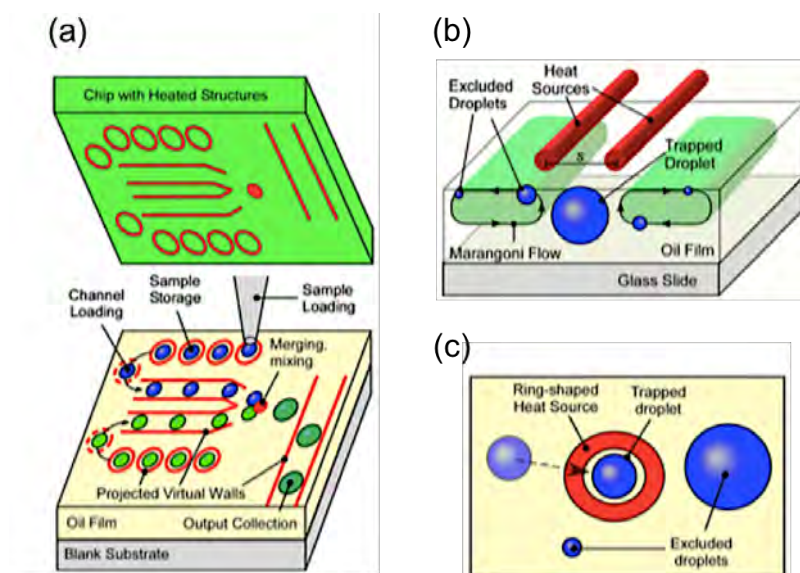 (a)
Chip with Heated Structures
Channel
Loading
Sample
Storage
Sample
Loading
Merging,
mixing
Projected Virtual Walls
Oil Film
Output Collection
Blank Substrate
(b)
Excluded
Droplets
Heat
Sources
s
Trapped
Droplet
Marangoni Flow
Oil Film
Glass Slide
(c)
Ring-shaped
Heat Source
Trapped
droplet
Excluded
droplets